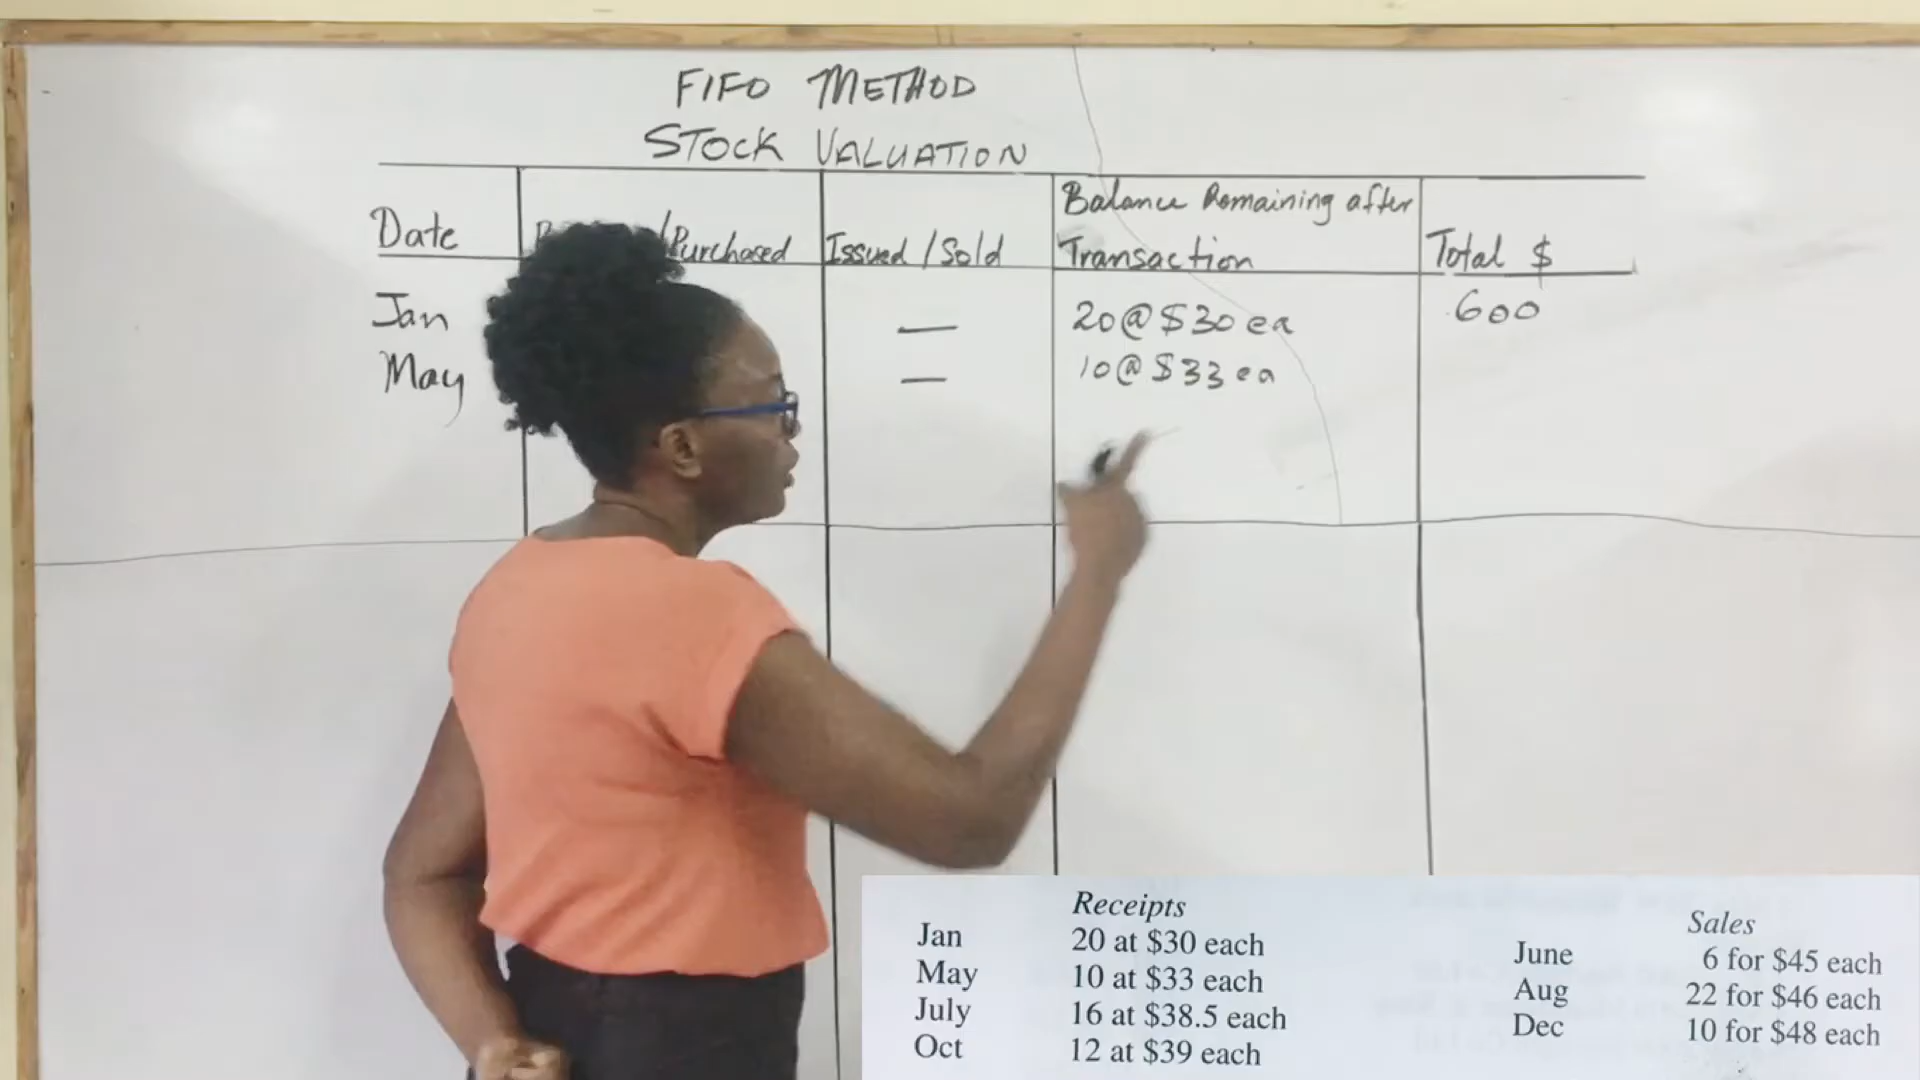 FIFO METHOD
STOCK VALUATION
Date /Purchased Issued/Sold Balance Remaining after Transaction Total $
Jan — 20@$30 ea 600
May — 10@$33 ea
Receipts
Jan 20 at $30 each
May 10 at $33 each
July 16 at $38.5 each
Oct 12 at $39 each
Sales
June 6 for $45 each
Aug 22 for $46 each
Dec 10 for $48 each